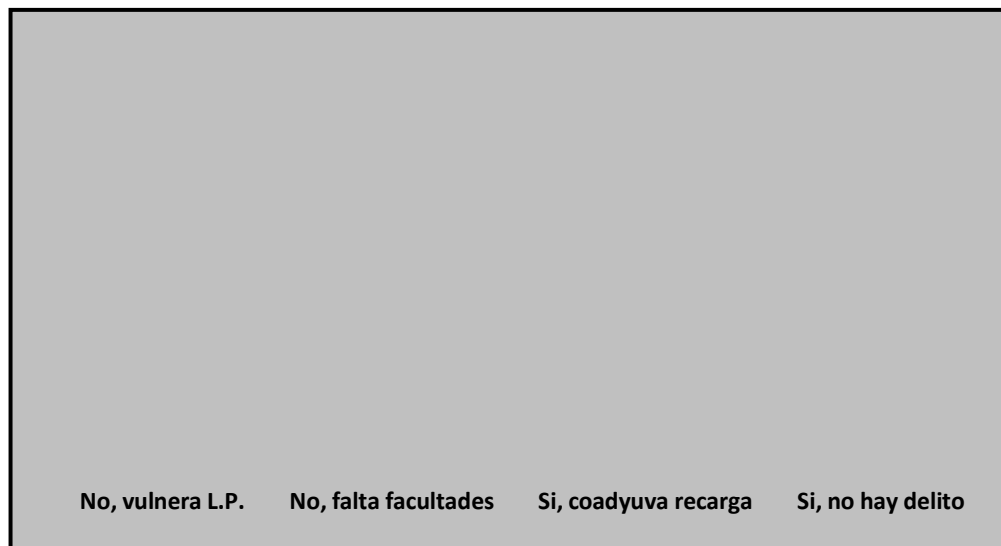 No, vulnera L.P. No, falta facultades Si, coadyuva recarga Si, no hay delito